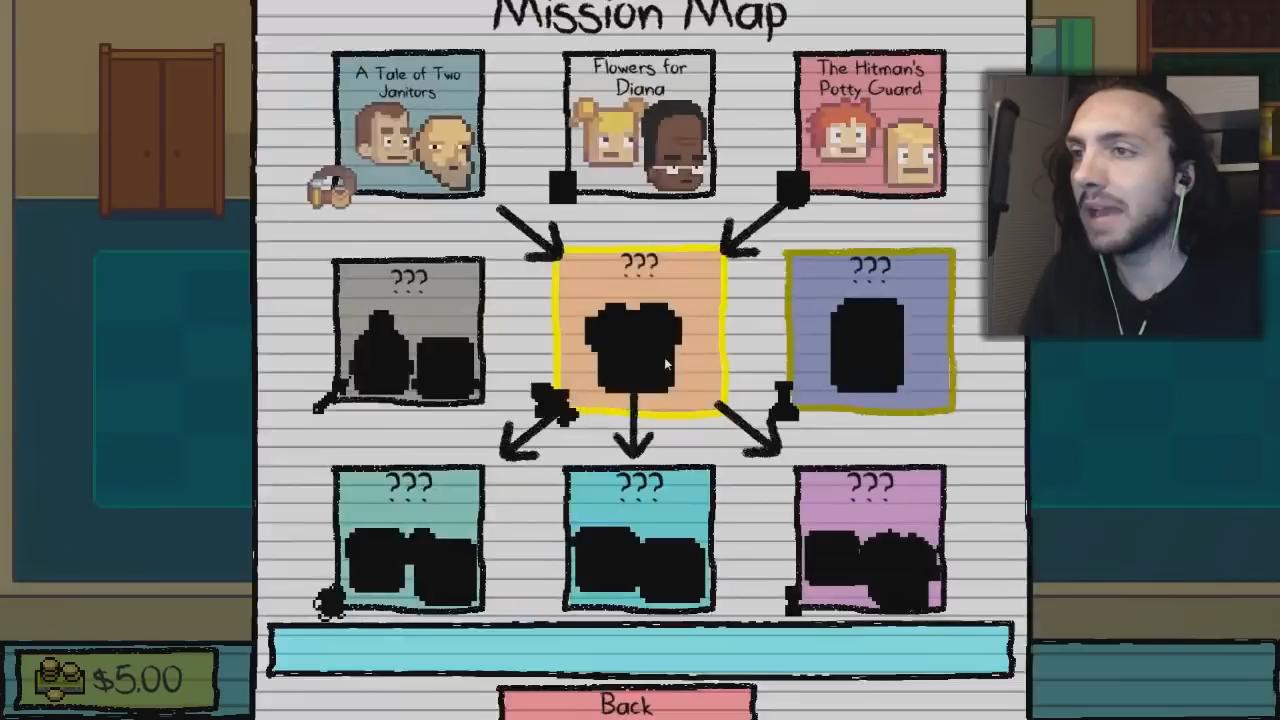 Mission Map
A Tale of Two
Janitors
Flowers for
Diana
The Hitman's
Potty Guard
???
???
???
???
???
???
$5.00
Back